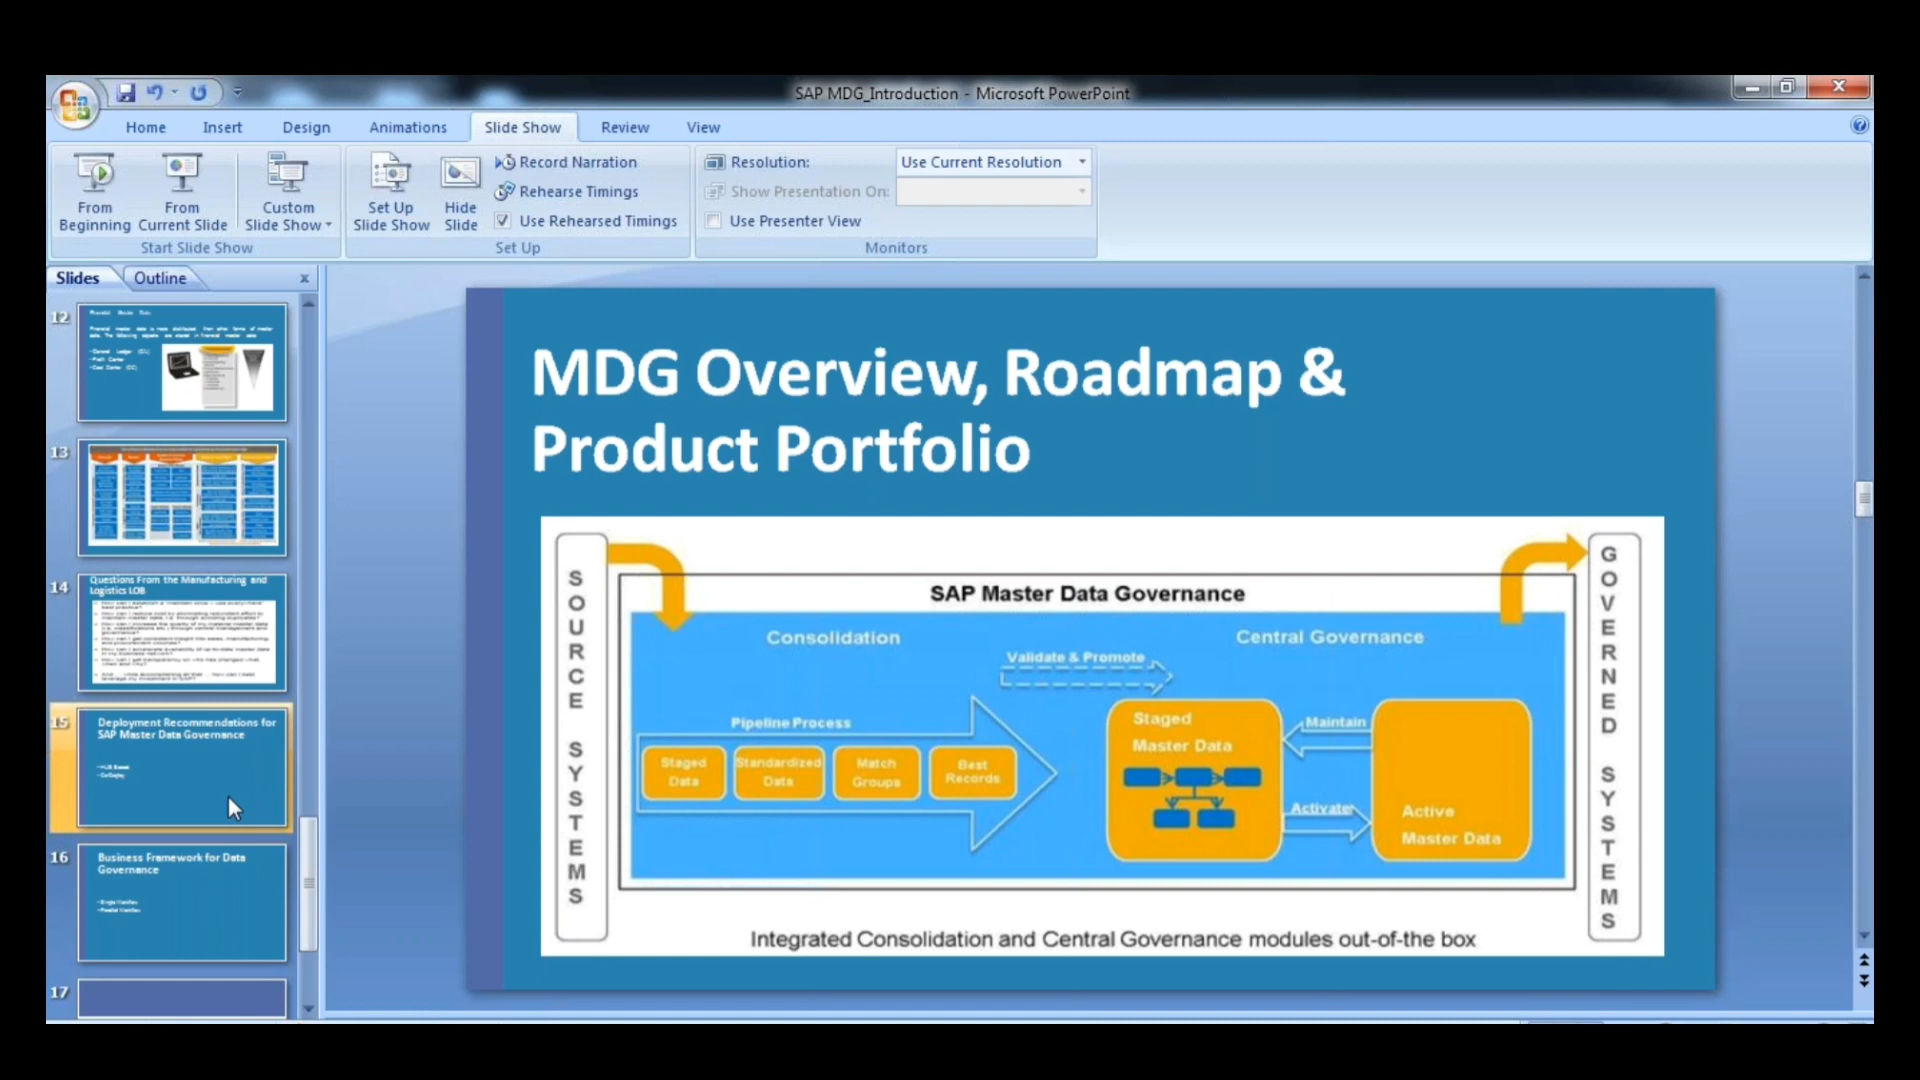 SAP MDG_Introduction - Microsoft PowerPoint
Home Insert Design Animations Slide Show Review View
From Beginning
From Current Slide
Custom Slide Show
Start Slide Show
Set Up Slide Show
Hide Slide
Record Narration
Rehearse Timings
Use Rehearsed Timings
Set Up
Resolution: Use Current Resolution
Show Presentation On:
Use Presenter View
Monitors
Slides Outline x
12
13
14
Questions From the Manufacturing and
Logistics LOB
15
Deployment Recommendations for
SAP Master Data Governance
16
Business Framework for Data
Governance
17
MDG Overview, Roadmap &
Product Portfolio
SOURCE SYSTEMS
SAP Master Data Governance
Consolidation
Central Governance
Validate & Promote
Pipeline Process
Staged
Data
Standardized
Data
Match
Groups
Best
Records
Staged
Master Data
Maintain
Activate
Active
Master Data
GOVERNED SYSTEMS
Integrated Consolidation and Central Governance modules out-of-the box